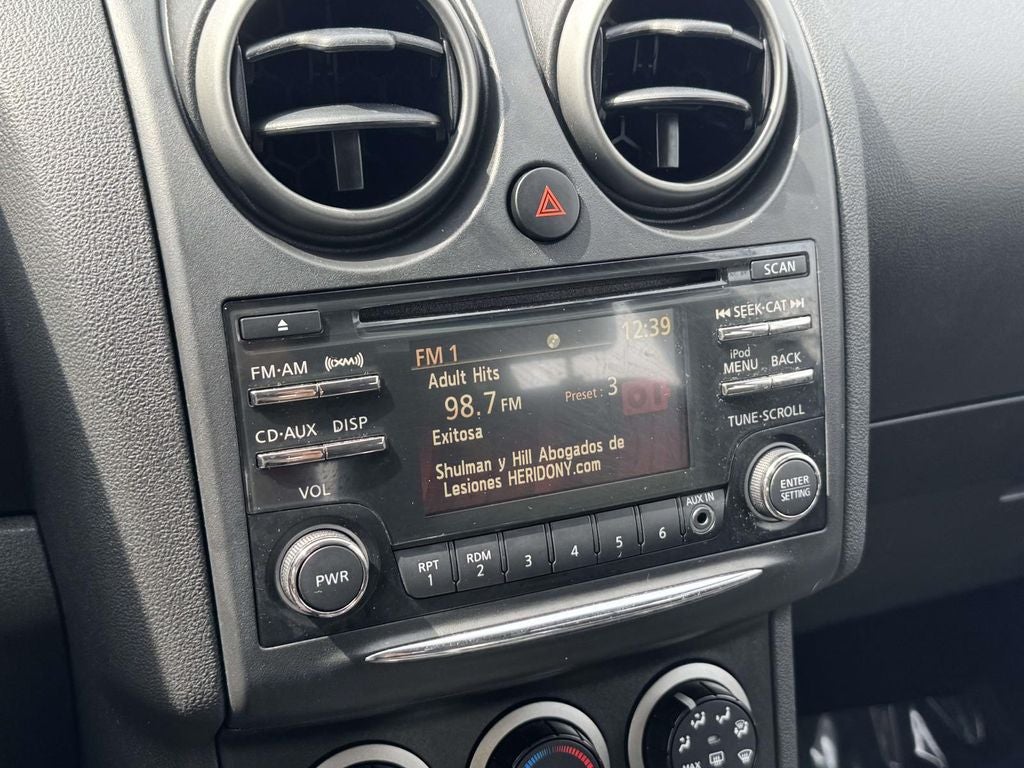 SCAN
SEEK·CAT
FM·AM
(((XM)))
iPod
MENU BACK
CD·AUX DISP
TUNE·SCROLL
VOL
FM 1
12:39
Adult Hits
98.7 FM
Preset : 3
Exitosa
Shulman y Hill Abogados de
Lesiones HERIDONY.com
ENTER
SETTING
AUX IN
PWR
RPT
1
RDM
2
3
4
5
6
MAX